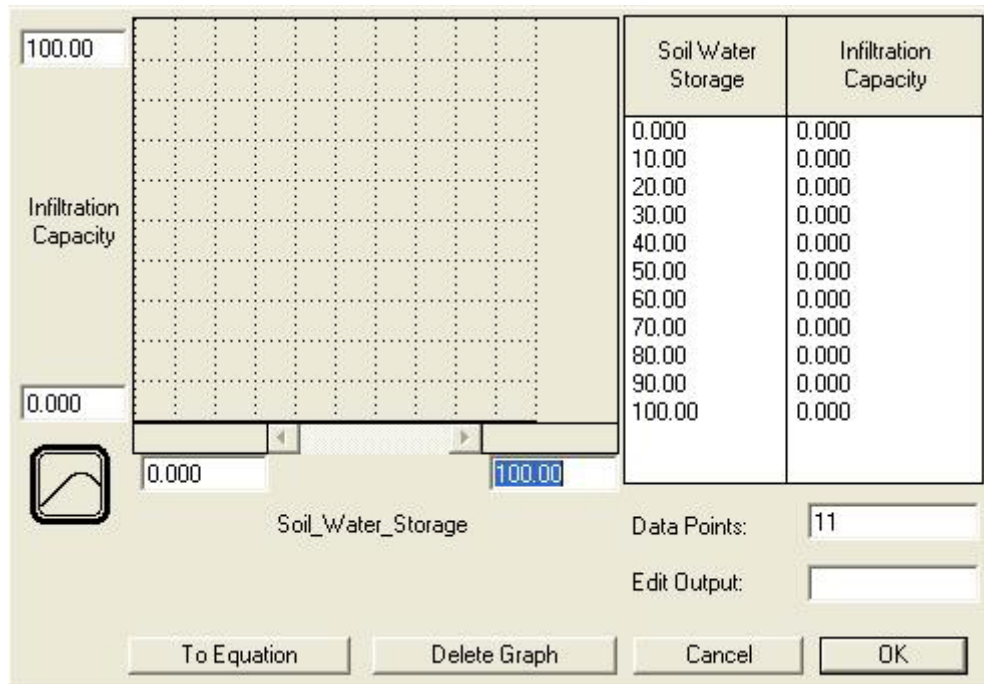 100.00
Infiltration
Capacity
0.000
0.000
100.00
Soil_Water_Storage
Soil Water
Storage
Infiltration
Capacity
0.000 0.000
10.00 0.000
20.00 0.000
30.00 0.000
40.00 0.000
50.00 0.000
60.00 0.000
70.00 0.000
80.00 0.000
90.00 0.000
100.00 0.000
Data Points: 11
Edit Output:
To Equation
Delete Graph
Cancel
OK